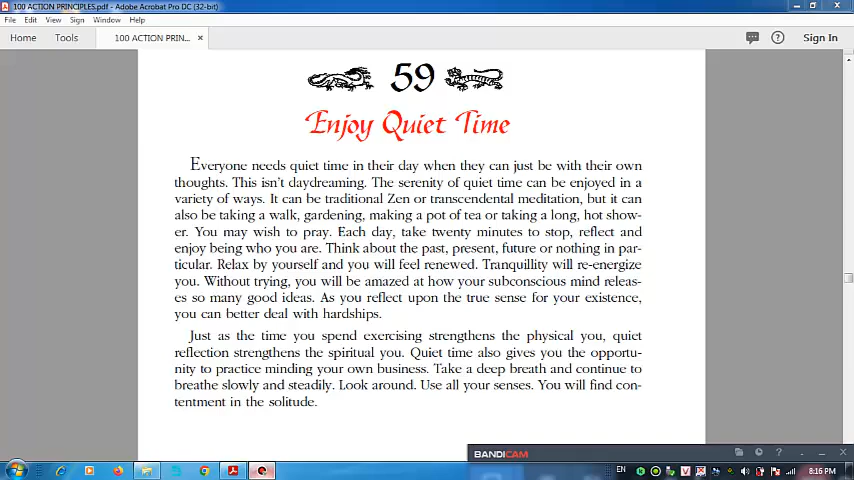 100 ACTION PRINCIPLES.pdf - Adobe Acrobat Pro DC (32-bit)
File Edit View Sign Window Help
Home Tools 100 ACTION PRIN... × Sign In
59
Enjoy Quiet Time
Everyone needs quiet time in their day when they can just be with their own
thoughts. This isn't daydreaming. The serenity of quiet time can be enjoyed in a
variety of ways. It can be traditional Zen or transcendental meditation, but it can
also be taking a walk, gardening, making a pot of tea or taking a long, hot show-
er. You may wish to pray. Each day, take twenty minutes to stop, reflect and
enjoy being who you are. Think about the past, present, future or nothing in par-
ticular. Relax by yourself and you will feel renewed. Tranquillity will re-energize
you. Without trying, you will be amazed at how your subconscious mind releas-
es so many good ideas. As you reflect upon the true sense for your existence,
you can better deal with hardships.
Just as the time you spend exercising strengthens the physical you, quiet
reflection strengthens the spiritual you. Quiet time also gives you the opportu-
nity to practice minding your own business. Take a deep breath and continue to
breathe slowly and steadily. Look around. Use all your senses. You will find con-
tentment in the solitude.
BANDICAM
EN 8:16 PM